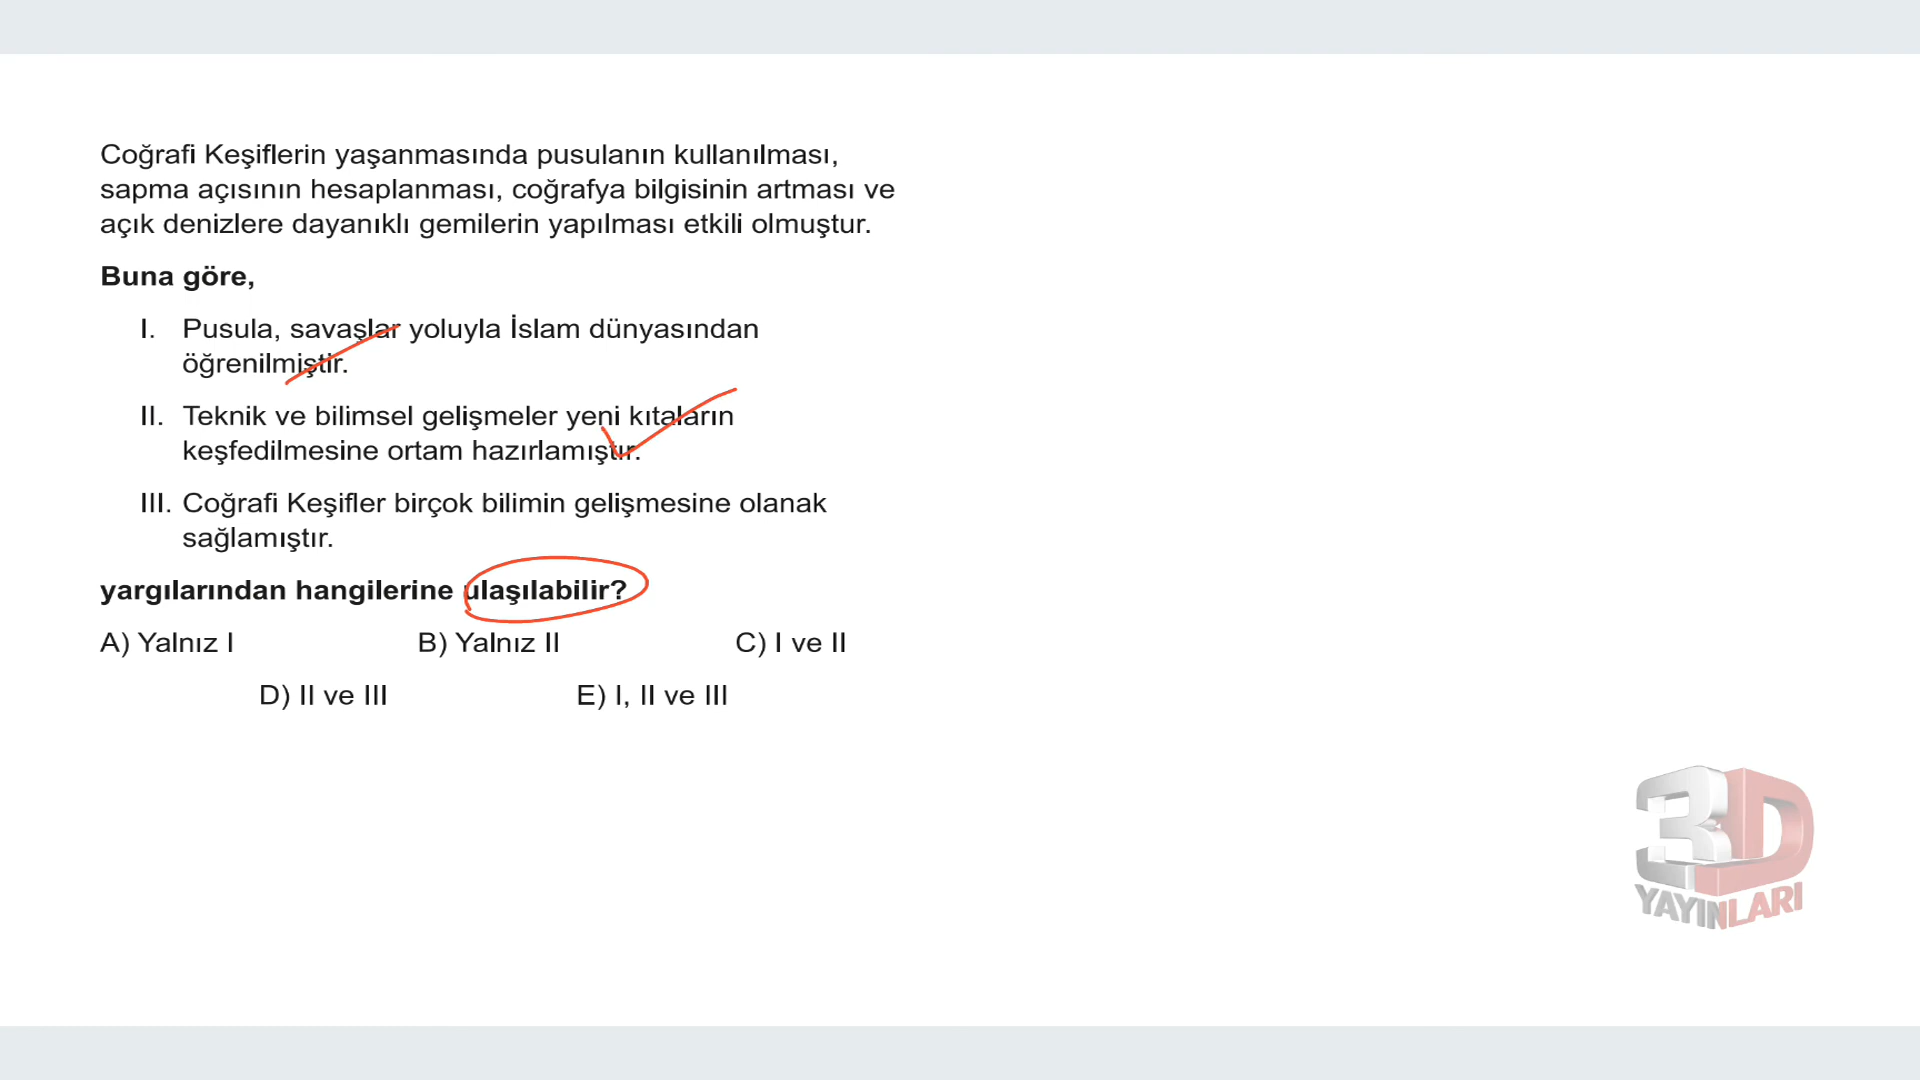 Coğrafi Keşiflerin yaşanmasında pusulanın kullanılması,
sapma açısının hesaplanması, coğrafya bilgisinin artması ve
açık denizlere dayanıklı gemilerin yapılması etkili olmuştur.
Buna göre,
I. Pusula, savaşlar yoluyla İslam dünyasından
öğrenilmiştir.
II. Teknik ve bilimsel gelişmeler yeni kıtaların
keşfedilmesine ortam hazırlamıştır.
III. Coğrafi Keşifler birçok bilimin gelişmesine olanak
sağlamıştır.
yargılarından hangilerine ulaşılabilir?
A) Yalnız I B) Yalnız II C) I ve II
D) II ve III E) I, II ve III
3D
YAYINLARI